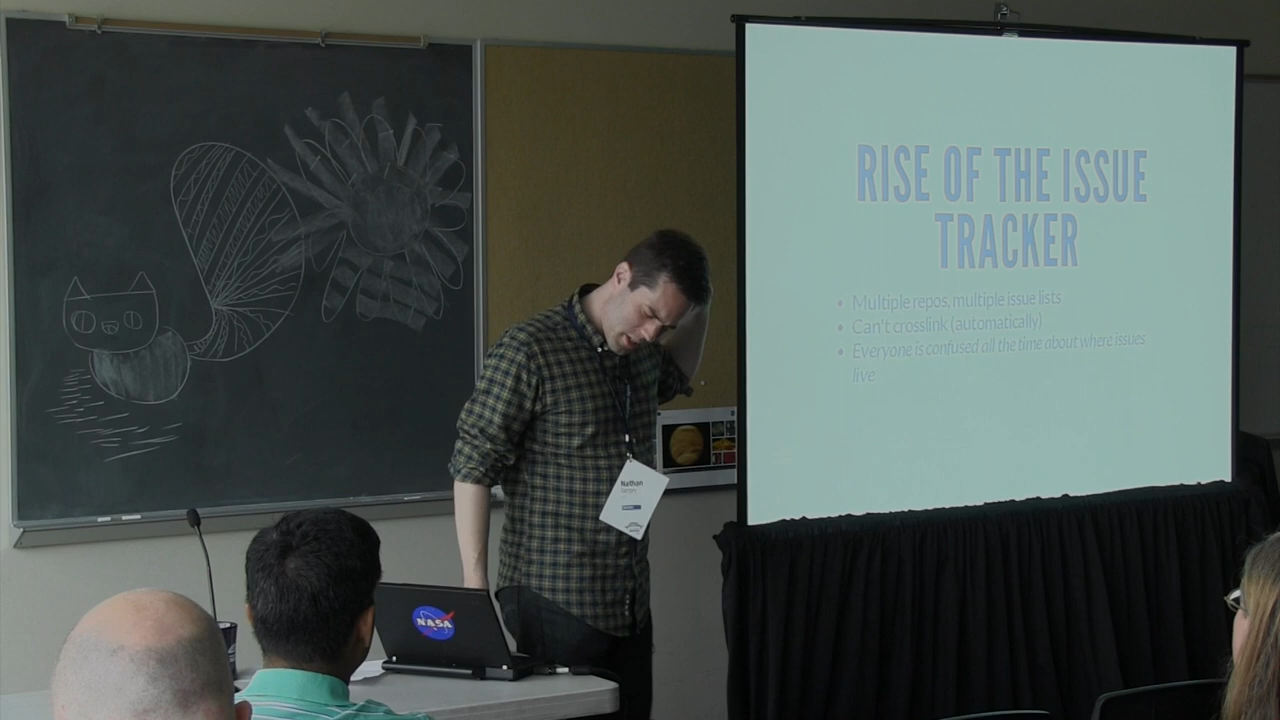 RISE OF THE ISSUE
TRACKER
Multiple repos, multiple issue lists
Can't crosslink (automatically)
Everyone is confused all the time about where issues
live
Nathan
NASA